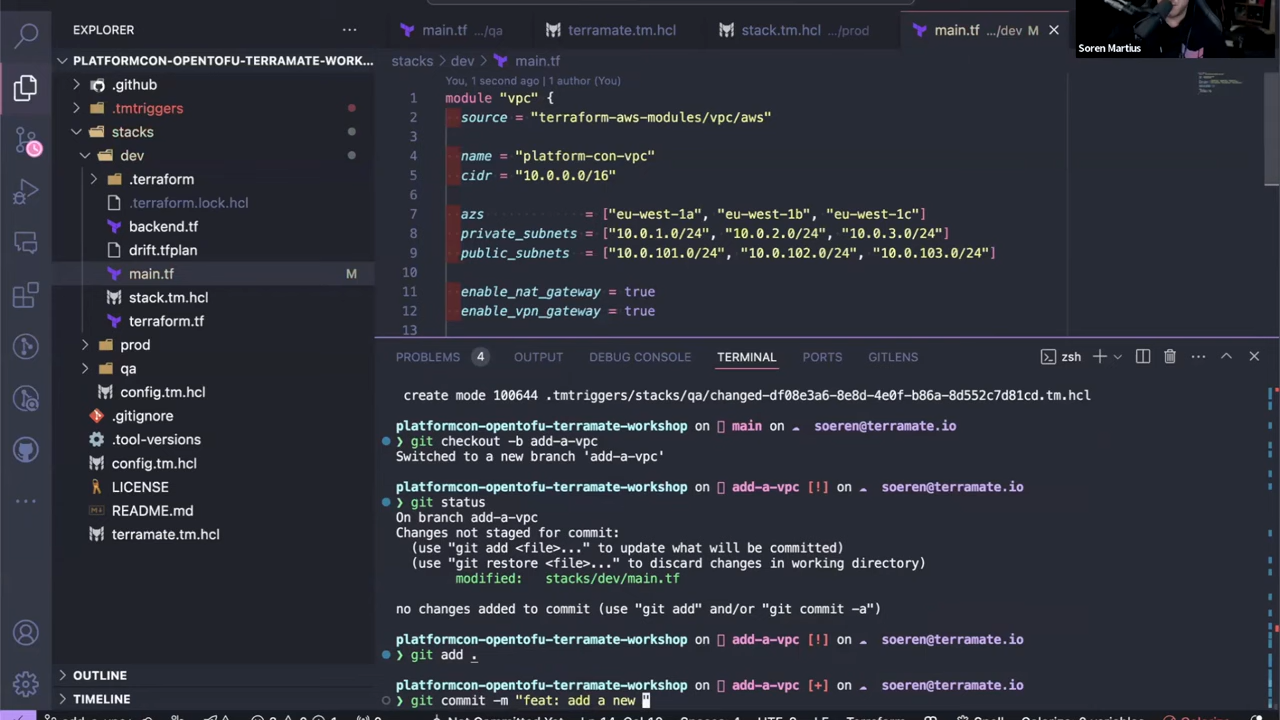 EXPLORER
PLATFORMCON-OPENTOFU-TERRAMATE-WORK...
.github
.tmtriggers
stacks
dev
.terraform
.terraform.lock.hcl
backend.tf
drift.tfplan
main.tf M
stack.tm.hcl
terraform.tf
prod
qa
config.tm.hcl
.gitignore
.tool-versions
config.tm.hcl
LICENSE
README.md
terramate.tm.hcl
OUTLINE
TIMELINE
main.tf .../qa terramate.tm.hcl stack.tm.hcl .../prod main.tf .../dev M
Soren Martius
stacks > dev > main.tf
You, 1 second ago | 1 author (You)
1 module "vpc" {
2 source = "terraform-aws-modules/vpc/aws"
3
4 name = "platform-con-vpc"
5 cidr = "10.0.0.0/16"
6
7 azs = ["eu-west-1a", "eu-west-1b", "eu-west-1c"]
8 private_subnets = ["10.0.1.0/24", "10.0.2.0/24", "10.0.3.0/24"]
9 public_subnets = ["10.0.101.0/24", "10.0.102.0/24", "10.0.103.0/24"]
10
11 enable_nat_gateway = true
12 enable_vpn_gateway = true
13
PROBLEMS 4 OUTPUT DEBUG CONSOLE TERMINAL PORTS GITLENS zsh
create mode 100644 .tmtriggers/stacks/qa/changed-df08e3a6-8e8d-4e0f-b86a-8d552c7d81cd.tm.hcl
platformcon-opentofu-terramate-workshop on main on soeren@terramate.io
❯ git checkout -b add-a-vpc
Switched to a new branch 'add-a-vpc'
platformcon-opentofu-terramate-workshop on add-a-vpc [!] on soeren@terramate.io
❯ git status
On branch add-a-vpc
Changes not staged for commit:
(use "git add <file>..." to update what will be committed)
(use "git restore <file>..." to discard changes in working directory)
modified: stacks/dev/main.tf
no changes added to commit (use "git add" and/or "git commit -a")
platformcon-opentofu-terramate-workshop on add-a-vpc [!] on soeren@terramate.io
❯ git add .
platformcon-opentofu-terramate-workshop on add-a-vpc [+] on soeren@terramate.io
❯ git commit -m "feat: add a new "